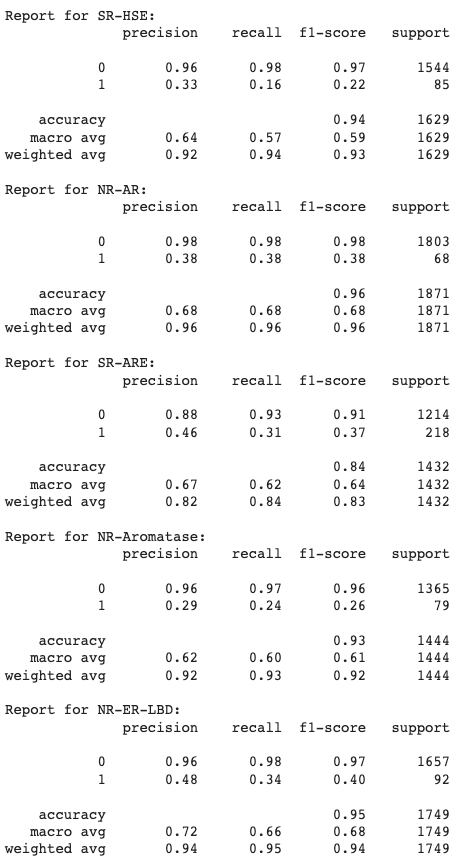 Report for SR-HSE:
precision recall f1-score support
0 0.96 0.98 0.97 1544
1 0.33 0.16 0.22 85
accuracy 0.94 1629
macro avg 0.64 0.57 0.59 1629
weighted avg 0.92 0.94 0.93 1629
Report for NR-AR:
precision recall f1-score support
0 0.98 0.98 0.98 1803
1 0.38 0.38 0.38 68
accuracy 0.96 1871
macro avg 0.68 0.68 0.68 1871
weighted avg 0.96 0.96 0.96 1871
Report for SR-ARE:
precision recall f1-score support
0 0.88 0.93 0.91 1214
1 0.46 0.31 0.37 218
accuracy 0.84 1432
macro avg 0.67 0.62 0.64 1432
weighted avg 0.82 0.84 0.83 1432
Report for NR-Aromatase:
precision recall f1-score support
0 0.96 0.97 0.96 1365
1 0.29 0.24 0.26 79
accuracy 0.93 1444
macro avg 0.62 0.60 0.61 1444
weighted avg 0.92 0.93 0.92 1444
Report for NR-ER-LBD:
precision recall f1-score support
0 0.96 0.98 0.97 1657
1 0.48 0.34 0.40 92
accuracy 0.95 1749
macro avg 0.72 0.66 0.68 1749
weighted avg 0.94 0.95 0.94 1749